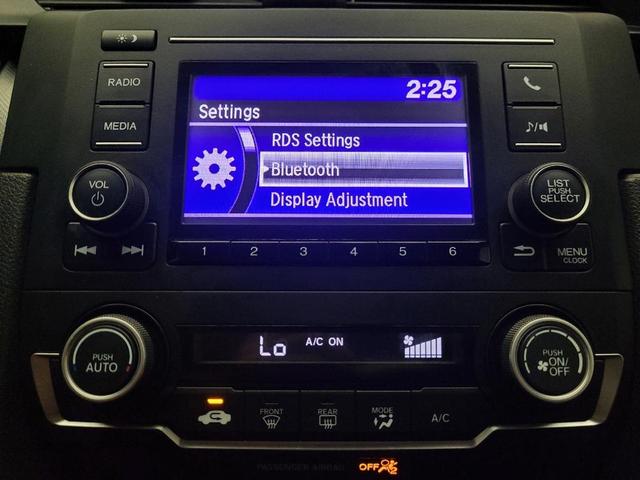 2:25
RADIO
Settings
RDS Settings
MEDIA
Bluetooth
VOL
LIST
PUSH
SELECT
Display Adjustment
1 2 3 4 5 6
MENU
CLOCK
PUSH
AUTO
Lo
A/C ON
PUSH
ON/
OFF
FRONT
REAR
MODE
A/C
PASSENGER AIRBAG OFF